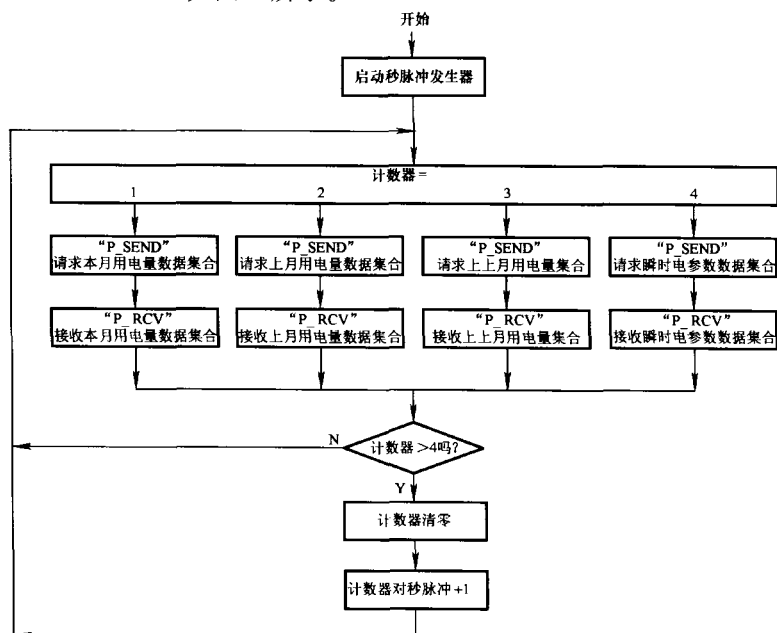 开始
启动秒脉冲发生器
计数器=
1 2 3 4
“P_SEND”
请求本月用电量数据集合
“P_SEND”
请求上月用电量数据集合
“P_SEND”
请求上上月用电量集合
“P_SEND”
请求瞬时电参数数据集合
“P_RCV”
接收本月用电量数据集合
“P_RCV”
接收上月用电量数据集合
“P_RCV”
接收上上月用电量集合
“P_RCV”
接收瞬时电参数数据集合
N
计数器>4吗?
Y
计数器清零
计数器对秒脉冲+1